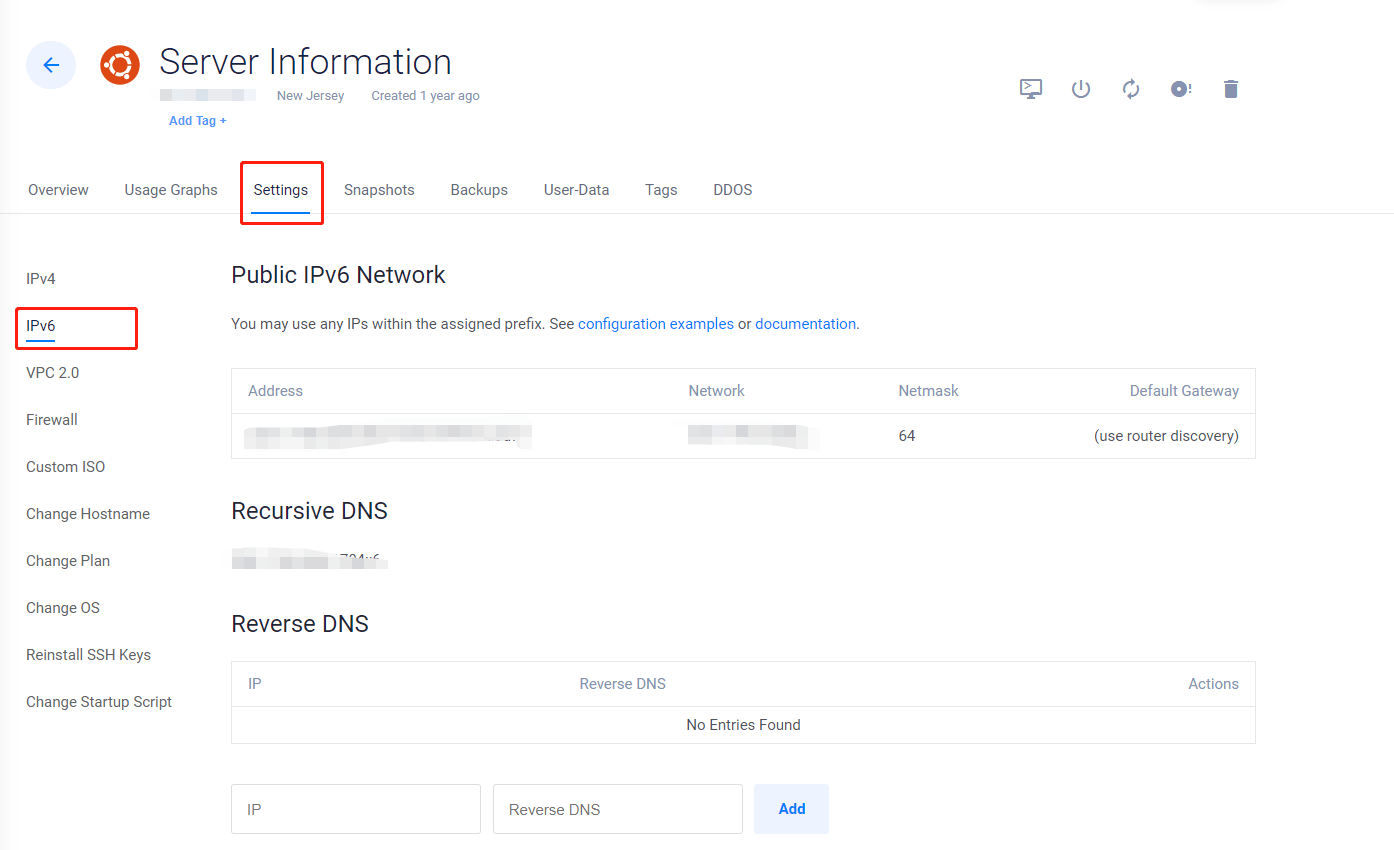 Server Information
New Jersey Created 1 year ago
Add Tag +
Overview Usage Graphs Settings Snapshots Backups User-Data Tags DDOS
IPv4
IPv6
VPC 2.0
Firewall
Custom ISO
Change Hostname
Change Plan
Change OS
Reinstall SSH Keys
Change Startup Script
Public IPv6 Network
You may use any IPs within the assigned prefix. See configuration examples or documentation.
Address Network Netmask Default Gateway
64 (use router discovery)
Recursive DNS
Reverse DNS
IP Reverse DNS Actions
No Entries Found
IP Reverse DNS Add